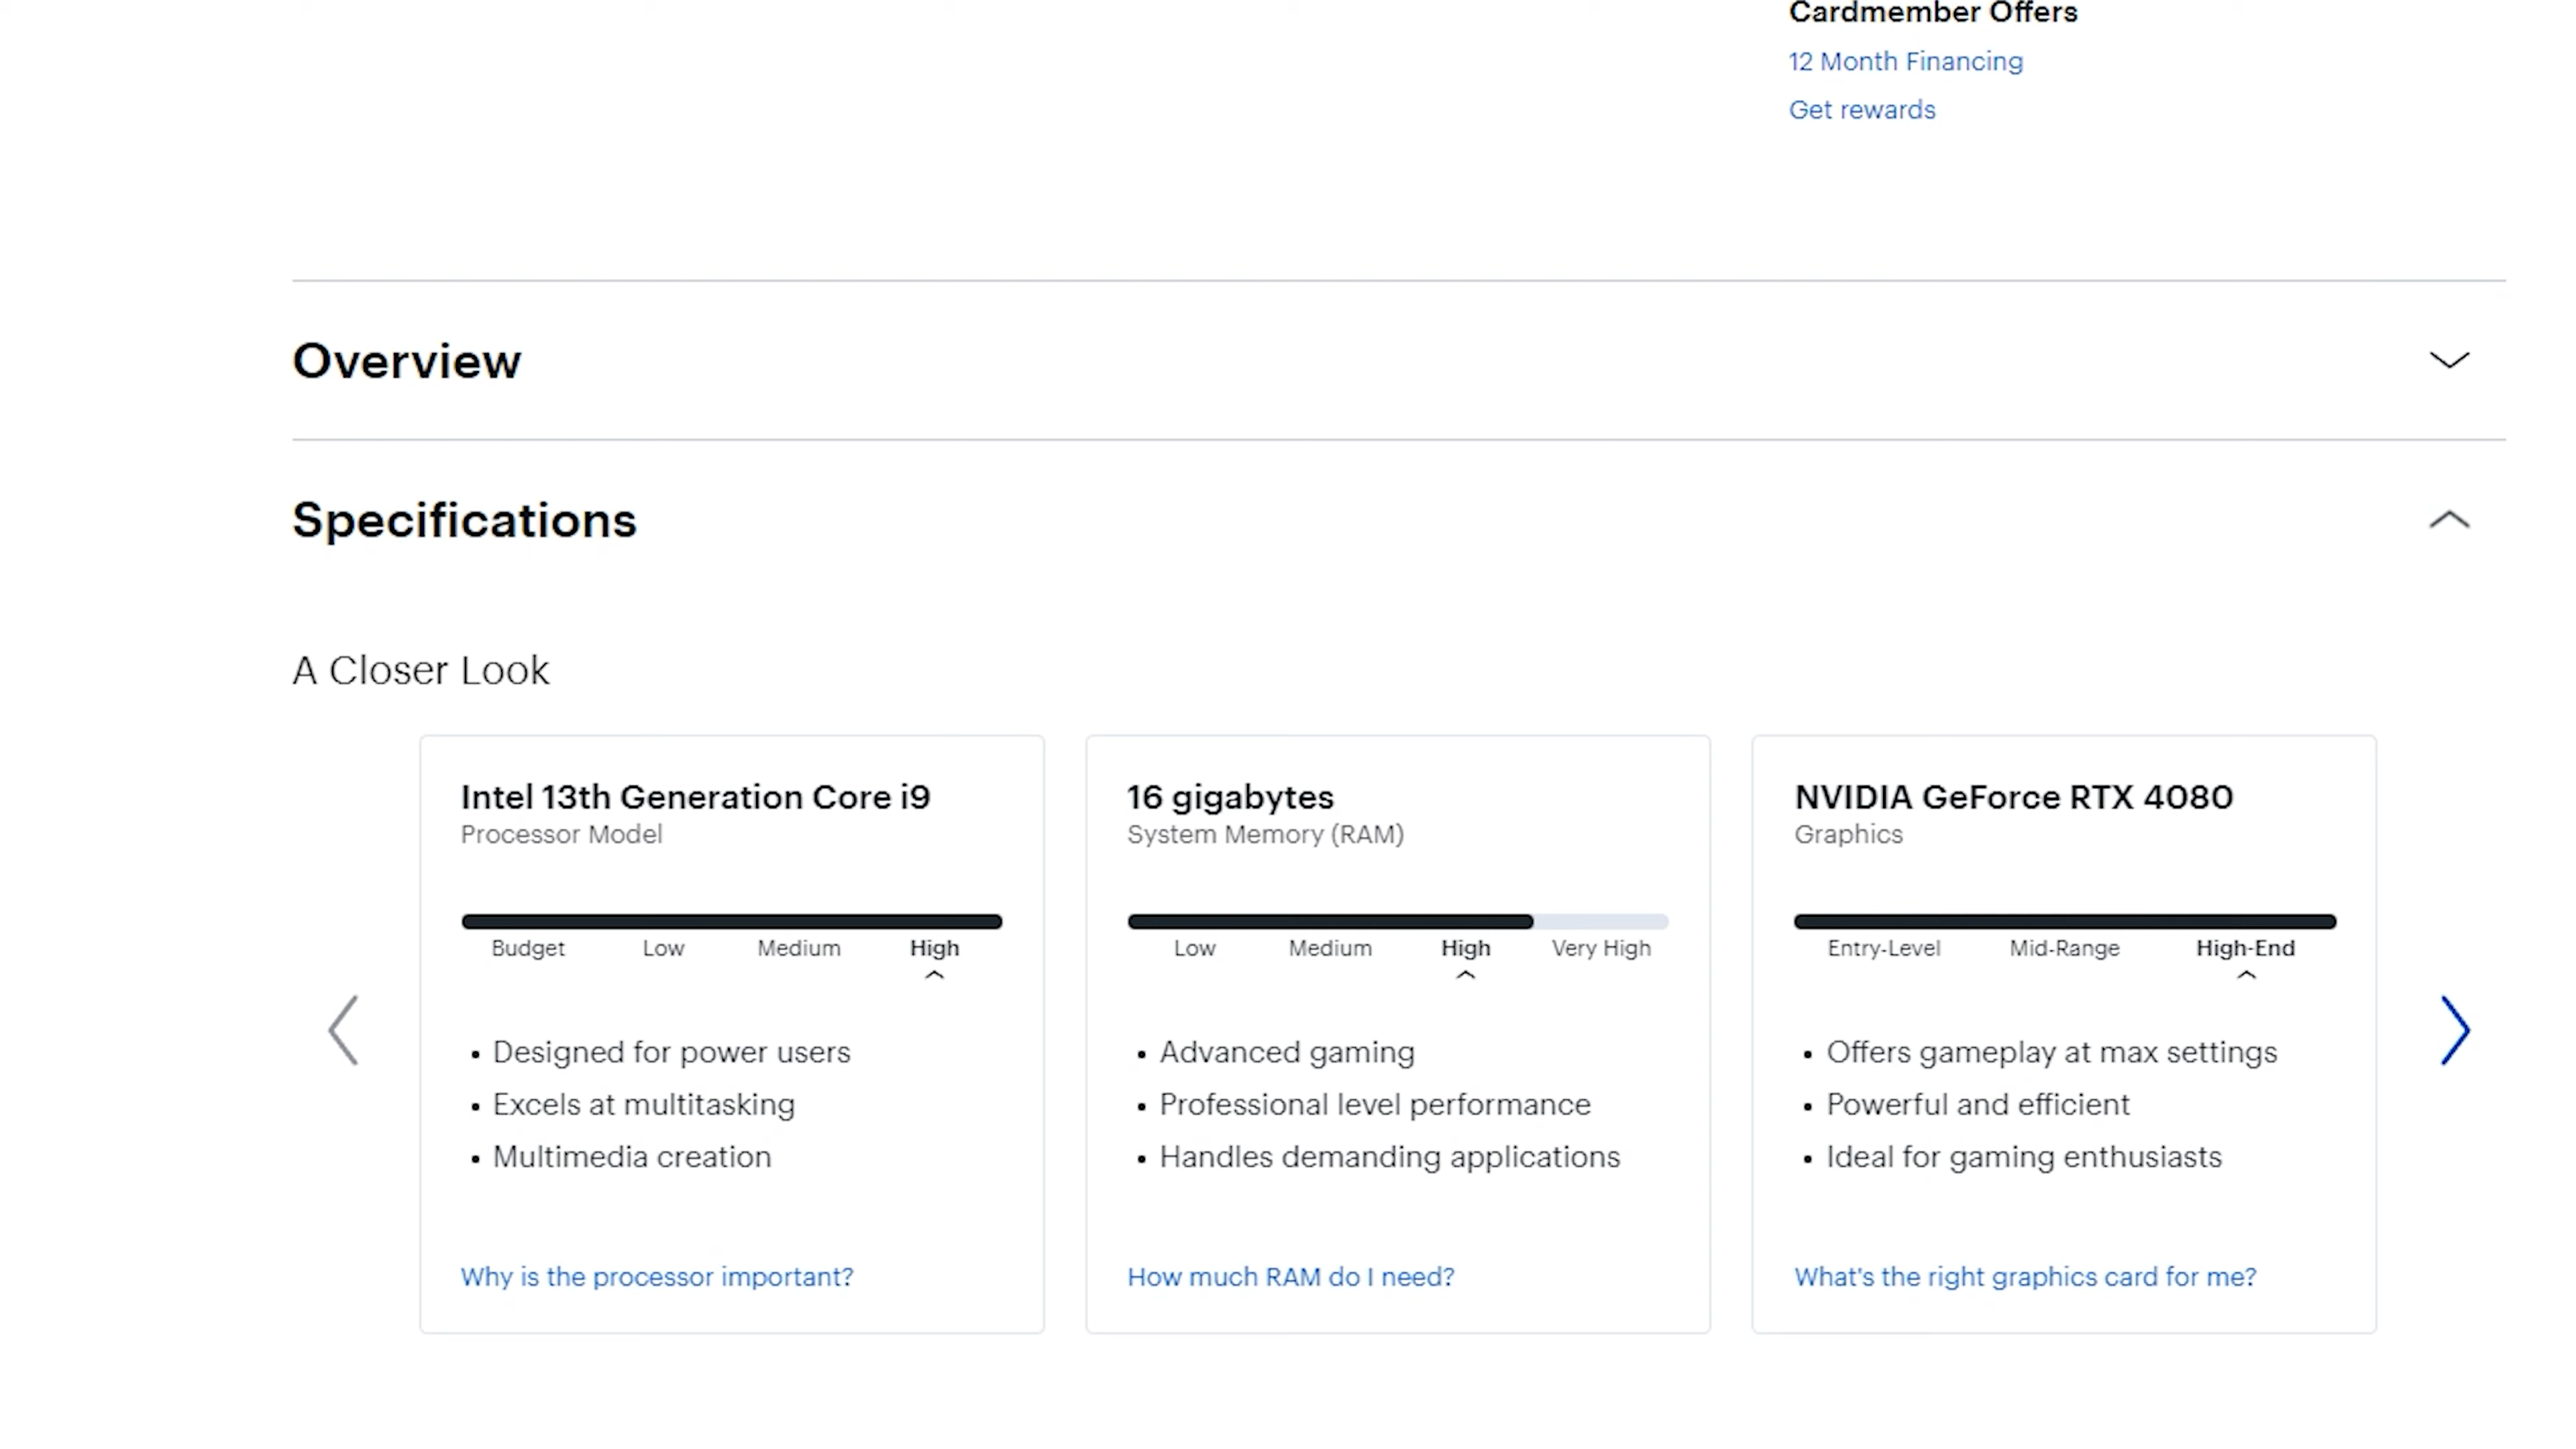 Cardmember Offers
12 Month Financing
Get rewards
Overview
Specifications
A Closer Look
Intel 13th Generation Core i9
Processor Model
Budget Low Medium High
• Designed for power users
• Excels at multitasking
• Multimedia creation
Why is the processor important?
16 gigabytes
System Memory (RAM)
Low Medium High Very High
• Advanced gaming
• Professional level performance
• Handles demanding applications
How much RAM do I need?
NVIDIA GeForce RTX 4080
Graphics
Entry-Level Mid-Range High-End
• Offers gameplay at max settings
• Powerful and efficient
• Ideal for gaming enthusiasts
What's the right graphics card for me?